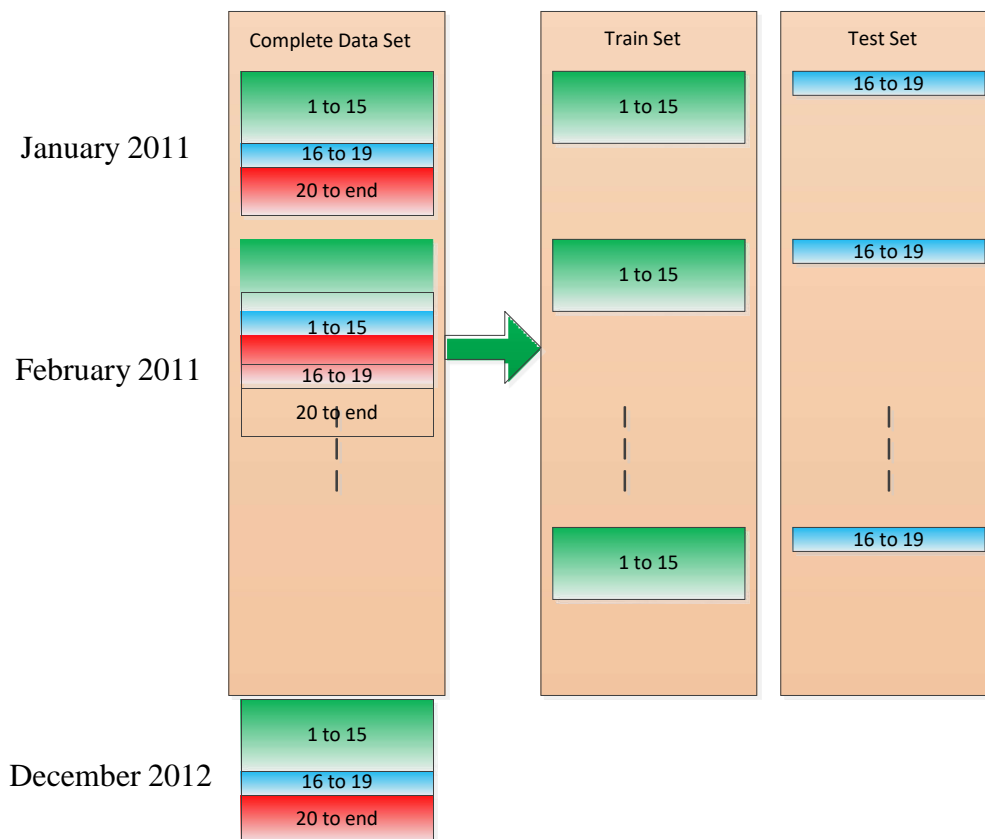 Complete Data Set
Train Set
Test Set
January 2011
1 to 15
16 to 19
20 to end
1 to 15
16 to 19
February 2011
1 to 15
16 to 19
20 to end
1 to 15
16 to 19
1 to 15
16 to 19
December 2012
1 to 15
16 to 19
20 to end